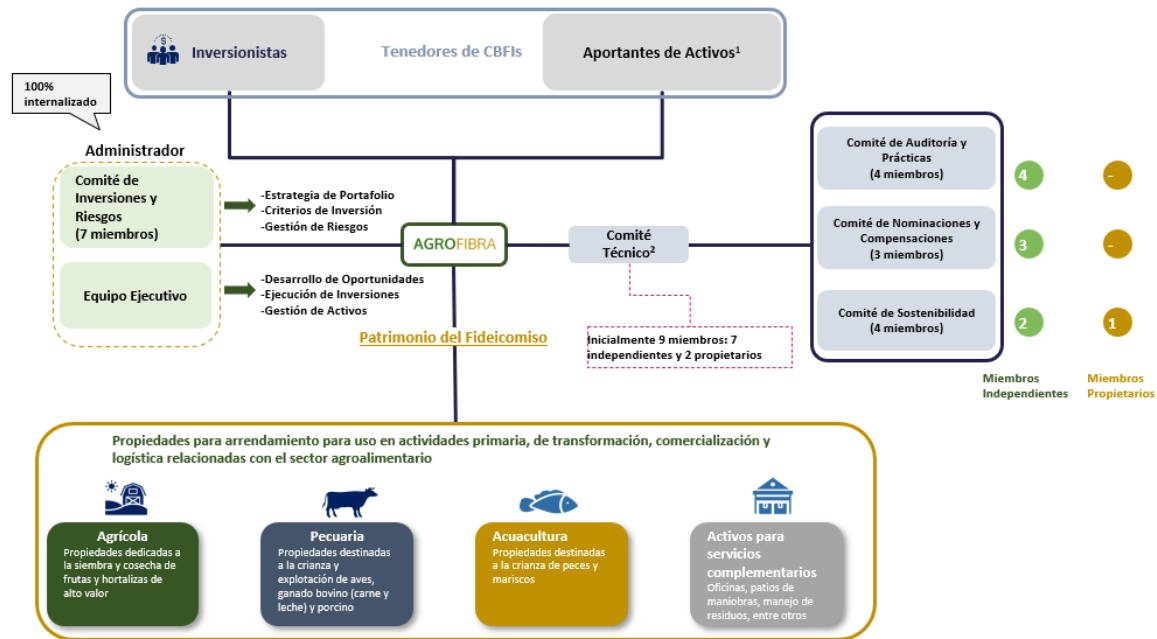 Inversionistas
Tenedores de CBFIs
Aportantes de Activos¹
100%
internalizado
Administrador
Comité de
Inversiones y
Riesgos
(7 miembros)
-Estrategia de Portafolio
-Criterios de Inversión
-Gestión de Riesgos
Equipo Ejecutivo
-Desarrollo de Oportunidades
-Ejecución de Inversiones
-Gestión de Activos
AGROFIBRA
Comité
Técnico²
Inicialmente 9 miembros: 7
independientes y 2 propietarios
Comité de Auditoría y
Prácticas
(4 miembros)
4
-
Comité de Nominaciones y
Compensaciones
(3 miembros)
3
-
Comité de Sostenibilidad
(4 miembros)
2
1
Miembros
Independientes
Miembros
Propietarios
Patrimonio del Fideicomiso
Propiedades para arrendamiento para uso en actividades primaria, de transformación, comercialización y
logística relacionadas con el sector agroalimentario
Agrícola
Propiedades dedicadas a
la siembra y cosecha de
frutas y hortalizas de
alto valor
Pecuaria
Propiedades destinadas
a la crianza y
explotación de aves,
ganado bovino (carne y
leche) y porcino
Acuacultura
Propiedades destinadas
a la crianza de peces y
mariscos
Activos para
servicios
complementarios
Oficinas, patios de
maniobras, manejo de
residuos, entre otros